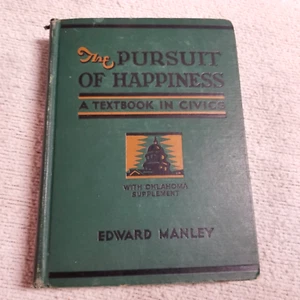 The PURSUIT
OF HAPPINESS
A TEXTBOOK IN CIVICS
WITH OKLAHOMA
SUPPLEMENT
EDWARD MANLEY